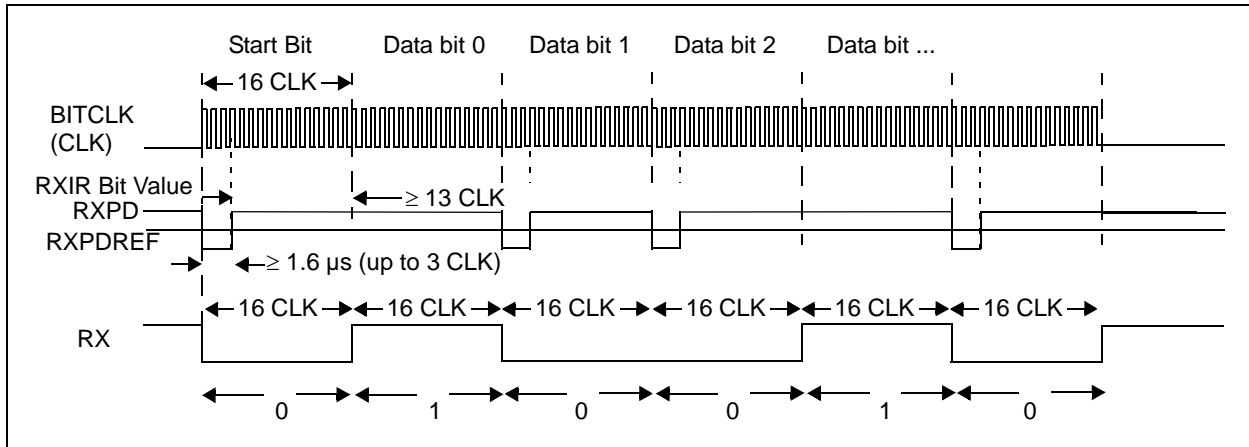 Start Bit Data bit 0 Data bit 1 Data bit 2 Data bit ...
16 CLK
BITCLK
(CLK)
RXIR Bit Value
≥ 13 CLK
RXPD
RXPDREF
≥ 1.6 µs (up to 3 CLK)
16 CLK 16 CLK 16 CLK 16 CLK 16 CLK 16 CLK
RX
0 1 0 0 1 0